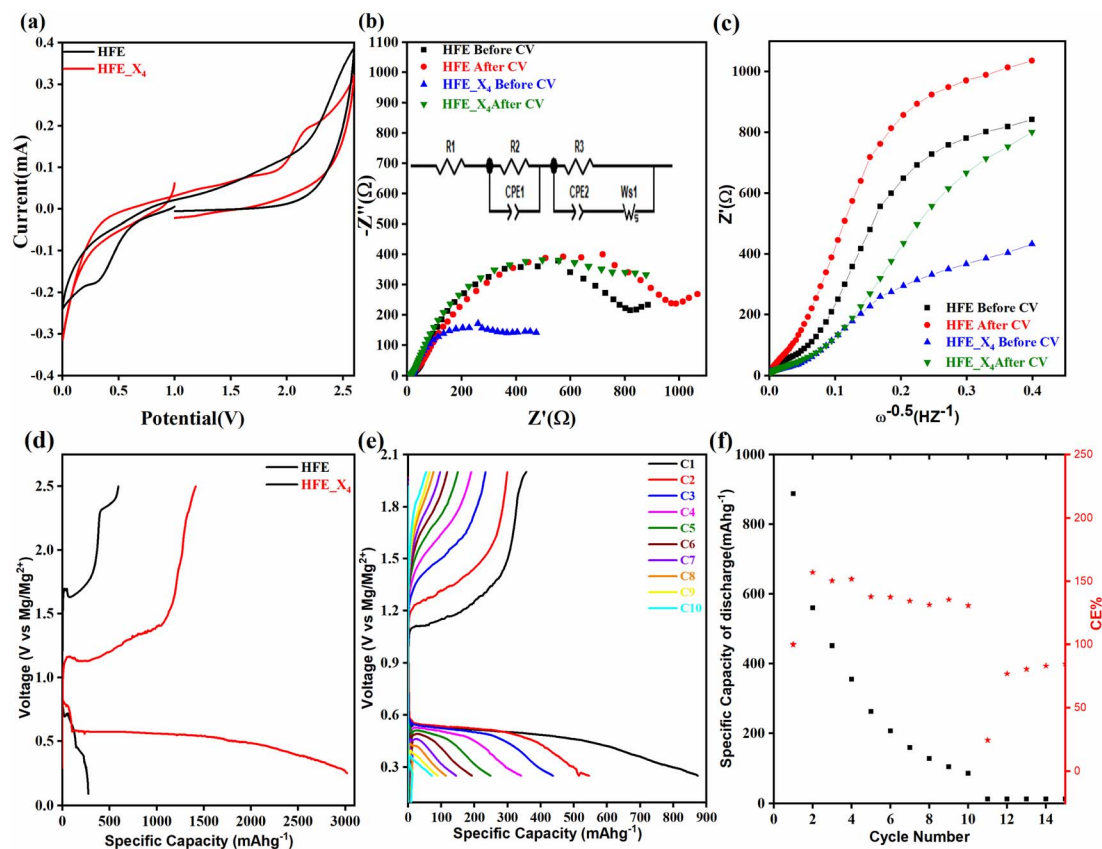 (a)
HFE
HFE_X4
0.4
0.3
0.2
0.1
0.0
-0.1
-0.2
-0.3
-0.4
Current(mA)
0.0 0.5 1.0 1.5 2.0 2.5
Potential(V)
(b)
HFE Before CV
HFE After CV
HFE_X4 Before CV
HFE_X4After CV
R1 R2 R3
CPE1 CPE2 Ws1
1100
1000
900
800
700
600
500
400
300
200
100
0
-Z''(Ω)
0 200 400 600 800 1000
Z'(Ω)
(c)
HFE Before CV
HFE After CV
HFE_X4 Before CV
HFE_X4After CV
1000
800
600
400
200
0
Z'(Ω)
0.0 0.1 0.2 0.3 0.4
ω-0.5(HZ-1)
(d)
HFE
HFE_X4
2.5
2.0
1.5
1.0
0.5
0.0
Voltage (V vs Mg/Mg2+)
0 500 1000 1500 2000 2500 3000
Specific Capacity (mAhg-1)
(e)
C1
C2
C3
C4
C5
C6
C7
C8
C9
C10
2.1
1.8
1.5
1.2
0.9
0.6
0.3
Voltage (V vs Mg/Mg2+)
0 100 200 300 400 500 600 700 800 900
Specific Capacity (mAhg-1)
(f)
1000
800
600
400
200
0
Specific Capacity of discharge(mAhg-1)
250
200
150
100
50
0
CE%
0 2 4 6 8 10 12 14
Cycle Number